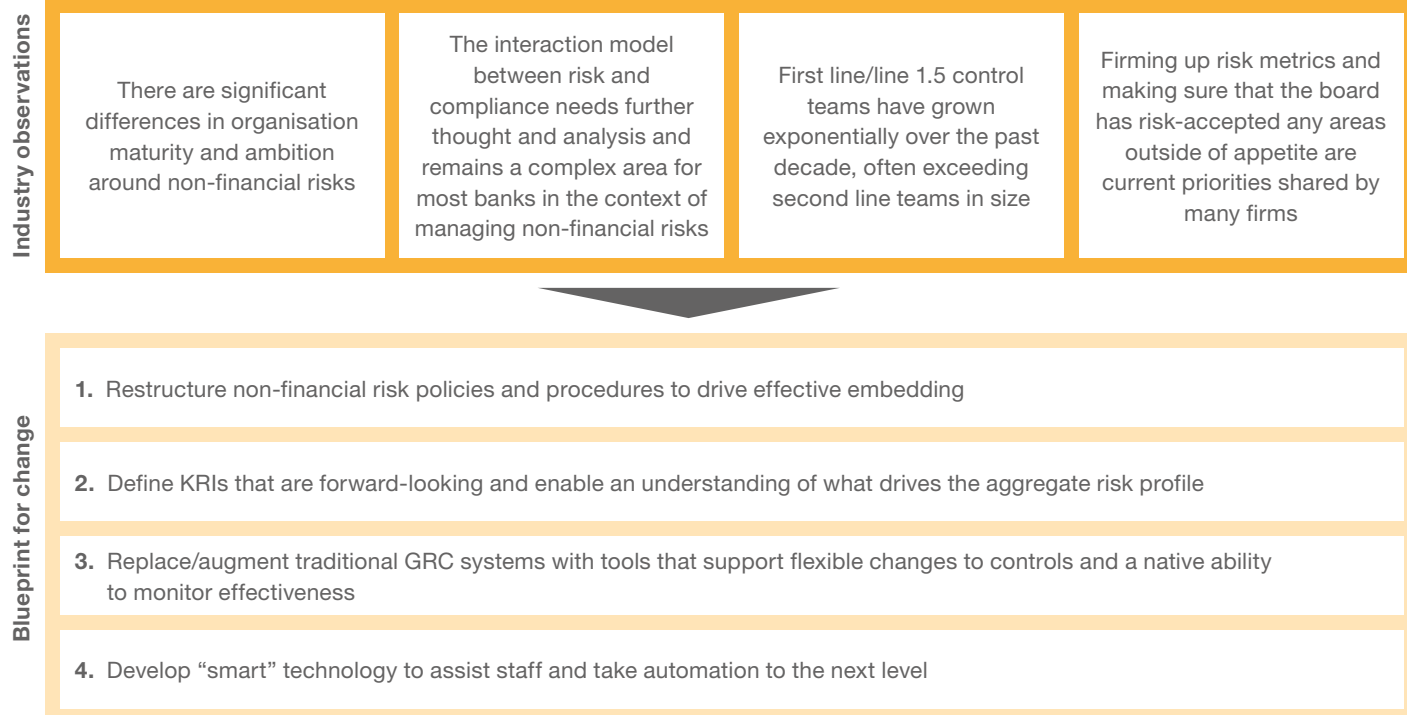 Industry observations
There are significant
differences in organisation
maturity and ambition
around non-financial risks
The interaction model
between risk and
compliance needs further
thought and analysis and
remains a complex area for
most banks in the context of
managing non-financial risks
First line/line 1.5 control
teams have grown
exponentially over the past
decade, often exceeding
second line teams in size
Firming up risk metrics and
making sure that the board
has risk-accepted any areas
outside of appetite are
current priorities shared by
many firms
Blueprint for change
1. Restructure non-financial risk policies and procedures to drive effective embedding
2. Define KRIs that are forward-looking and enable an understanding of what drives the aggregate risk profile
3. Replace/augment traditional GRC systems with tools that support flexible changes to controls and a native ability
to monitor effectiveness
4. Develop “smart” technology to assist staff and take automation to the next level